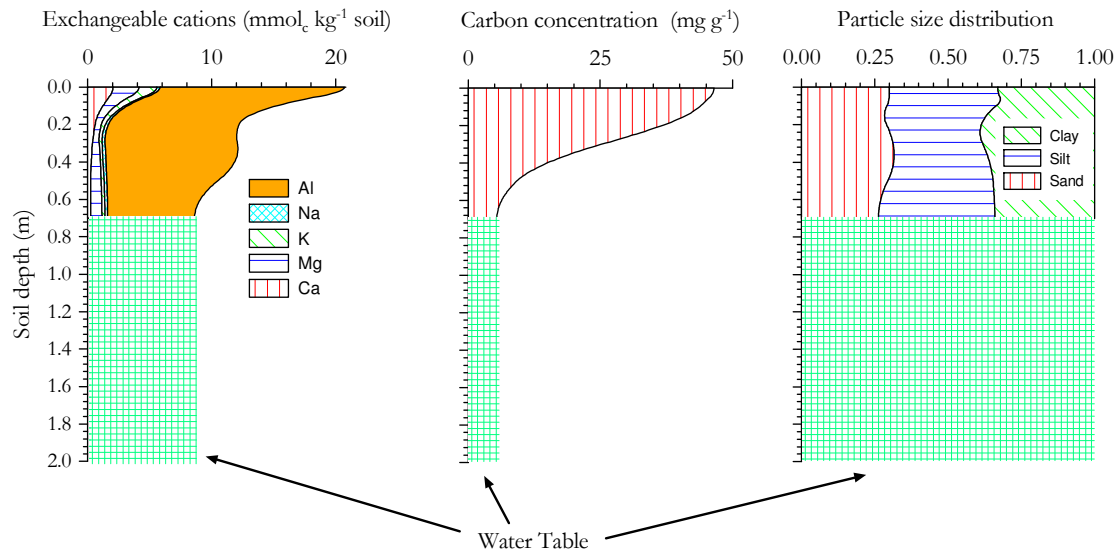 Exchangeable cations (mmol_c kg⁻¹ soil)
0 10 20
0.0
0.2
0.4
0.6
0.8
1.0
1.2
1.4
1.6
1.8
2.0
Soil depth (m)
Al
Na
K
Mg
Ca
Carbon concentration (mg g⁻¹)
0 25 50
Particle size distribution
0.00 0.25 0.50 0.75 1.00
Clay
Silt
Sand
Water Table